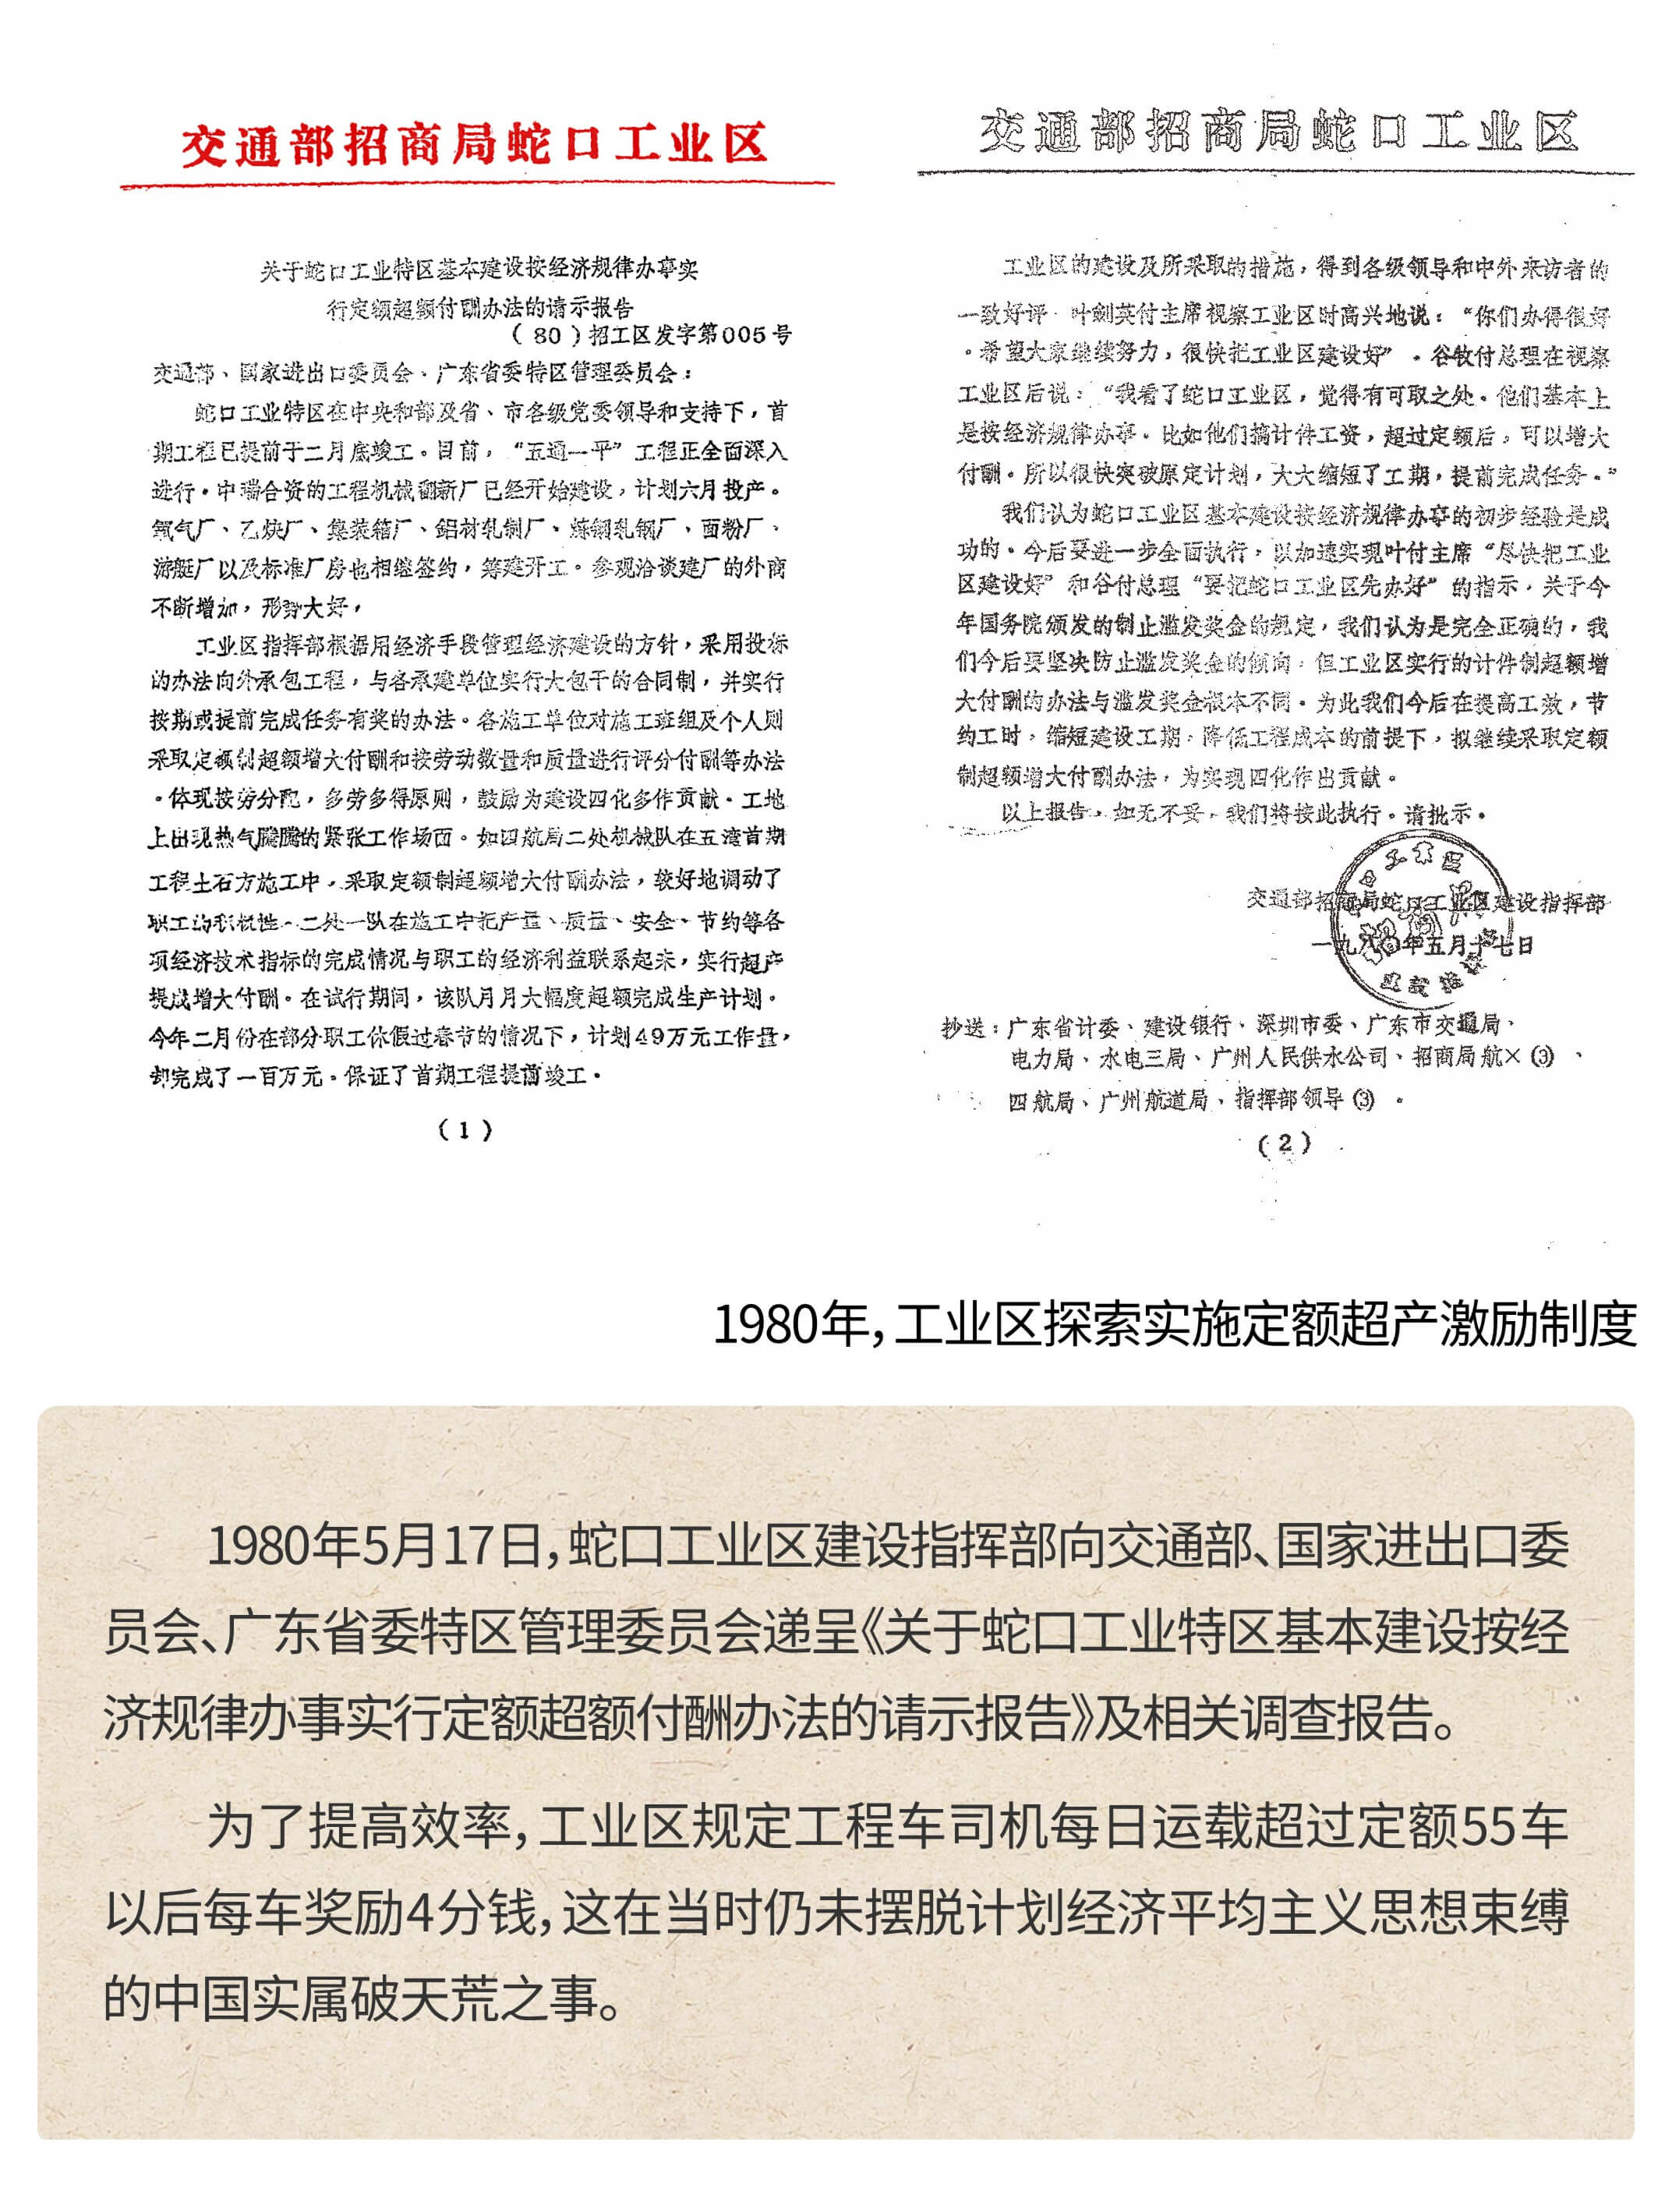 交通部招商局蛇口工业区
关于蛇口工业特区基本建设按经济规律办事实
行定额超额付酬办法的请示报告
（80）招工区发字第005号
交通部、国家进出口委员会、广东省委特区管理委员会：
蛇口工业特区在中央和部及省、市各级党委领导和支持下，首
期工程已提前于二月底竣工。目前，“五通一平”工程正全面深入
进行。中瑞合资的工程机械翻新厂已经开始建设，计划六月投产。
氧气厂、乙炔厂、集装箱厂、铝材轧制厂、炼钢轧钢厂、面粉厂、
游艇厂以及标准厂房也相继签约，筹建开工。参观洽谈建厂的外商
不断增加，形势大好，
工业区指挥部根据用经济手段管理经济建设的方针，采用投标
的办法向外承包工程，与各承建单位实行大包干的合同制，并实行
按期或提前完成任务有奖的办法。各施工单位对施工班组及个人则
采取定额制超额增大付酬和按劳动数量和质量进行评分付酬等办法
。体现按劳分配，多劳多得原则，鼓励为建设四化多作贡献。工地
上出现热气腾腾的紧张工作场面。如四航局二处机械队在五湾首期
工程土石方施工中，采取定额制超额增大付酬办法，较好地调动了
职工的积极性、二处一队在施工中把产量、质量、安全、节约等各
项经济技术指标的完成情况与职工的经济利益联系起来，实行超产
提成增大付酬。在试行期间，该队月月大幅度超额完成生产计划。
今年二月份在部分职工休假过春节的情况下，计划49万元工作量，
却完成了一百万元。保证了首期工程提前竣工。
（1）
交通部招商局蛇口工业区
工业区的建设及所采取的措施，得到各级领导和中外来访者的
一致好评。叶剑英付主席视察工业区时高兴地说：“你们办得很好
。希望大家继续努力，很快把工业区建设好”。谷牧付总理在视察
工业区后说：“我看了蛇口工业区，觉得有可取之处。他们基本上
是按经济规律办事。比如他们搞计件工资，超过定额后，可以增大
付酬。所以很快突破原定计划，大大缩短了工期，提前完成任务。”
我们认为蛇口工业区基本建设按经济规律办事的初步经验是成
功的。今后要进一步全面执行，以加速实现叶付主席“尽快把工业
区建设好”和谷付总理“要把蛇口工业区先办好”的指示，关于今
年国务院颁发的制止滥发奖金的规定，我们认为是完全正确的，我
们今后要坚决防止滥发奖金的倾向，但工业区实行的计件制超额增
大付酬的办法与滥发奖金根本不同。为此我们今后在提高工效，节
约工时，缩短建设工期，降低工程成本的前提下，拟继续采取定额
制超额增大付酬办法，为实现四化作出贡献。
以上报告，如无不妥，我们将按此执行。请批示。
交通部招商局蛇口工业区建设指挥部
一九八〇年五月十七日
抄送：广东省计委、建设银行、深圳市委、广东市交通局、
电力局、水电三局、广州人民供水公司、招商局航×（3）、
四航局、广州航道局、指挥部领导（3）。
（2）
1980年，工业区探索实施定额超产激励制度
1980年5月17日，蛇口工业区建设指挥部向交通部、国家进出口委
员会、广东省委特区管理委员会递呈《关于蛇口工业特区基本建设按经
济规律办事实行定额超额付酬办法的请示报告》及相关调查报告。
为了提高效率，工业区规定工程车司机每日运载超过定额55车
以后每车奖励4分钱，这在当时仍未摆脱计划经济平均主义思想束缚
的中国实属破天荒之事。